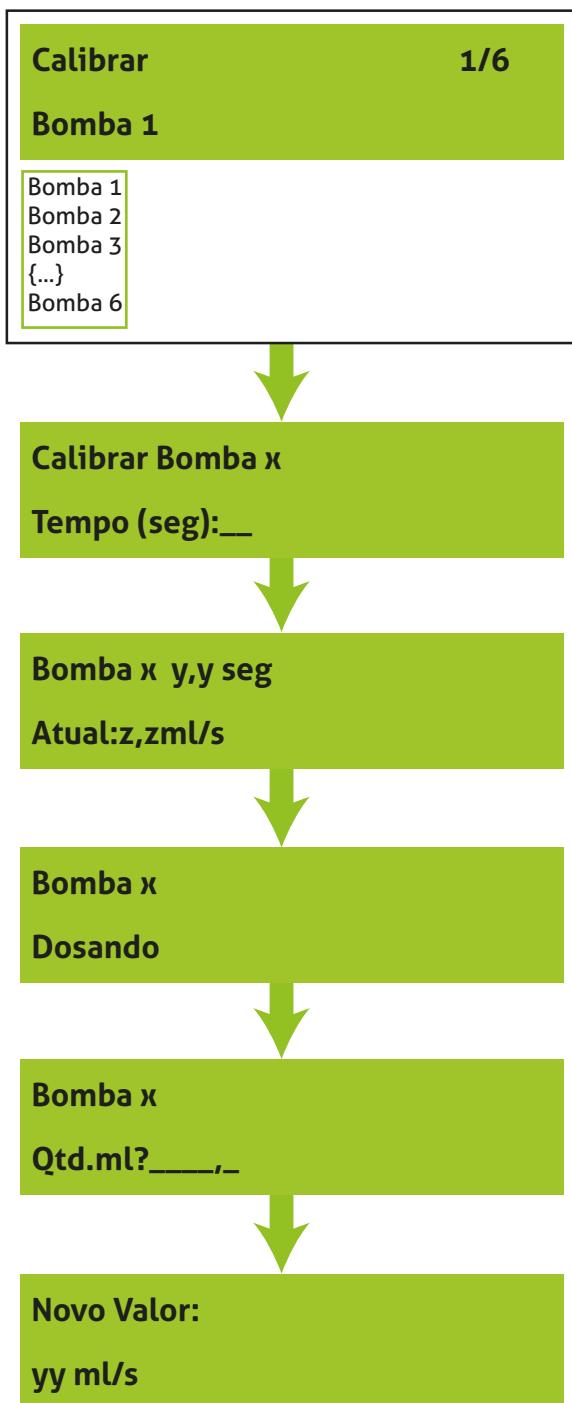 Calibrar 1/6
Bomba 1
Bomba 1
Bomba 2
Bomba 3
{...}
Bomba 6
Calibrar Bomba x
Tempo (seg):__
Bomba x y,y seg
Atual:z,zml/s
Bomba x
Dosando
Bomba x
Qtd.ml?____,_
Novo Valor:
yy ml/s